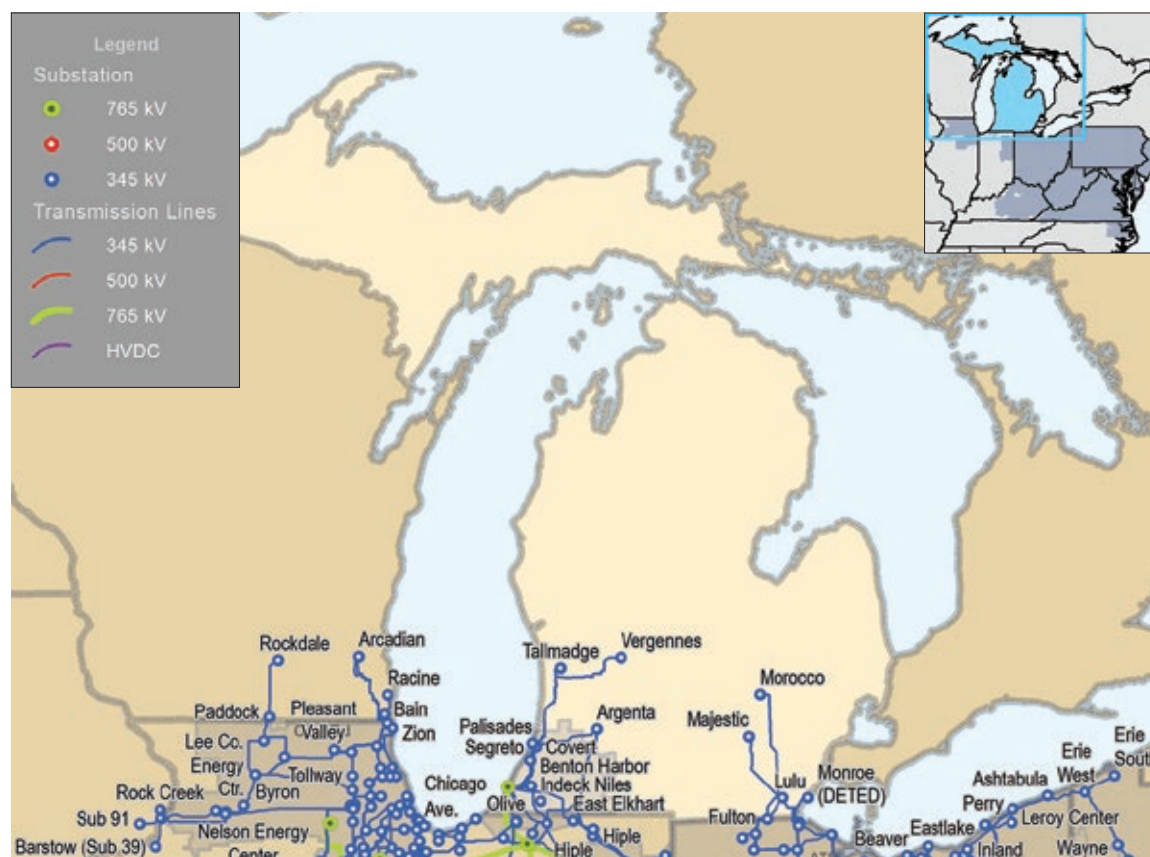 Legend
Substation
765 kV
500 kV
345 kV
Transmission Lines
345 kV
500 kV
765 kV
HVDC
Rockdale
Arcadian
Tallmadge
Vergennes
Racine
Morocco
Paddock
Pleasant
Valley
Bain
Zion
Palisades
Segreto
Argenta
Majestic
Lee Co.
Energy
Ctr.
Covert
Benton Harbor
Erie
West
Erie
South
Tollway
Chicago
Ave.
Indeck Niles
Lulu
Monroe
(DETED)
Ashtabula
Rock Creek
Byron
Olive
East Elkhart
Perry
Sub 91
Nelson Energy
Center
Fulton
Eastlake
Leroy Center
Barstow (Sub 39)
Hiple
Hiple
Beaver
Inland
Wayne